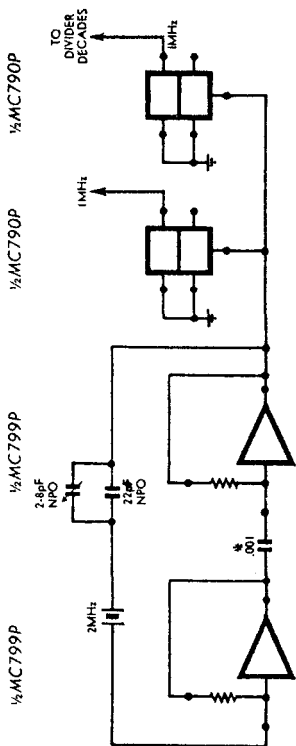 ½MC799P
½MC799P
½MC790P
½MC790P
2-8pF
NPO
22pF
NPO
2MHz
.001
1MHz
TO
DIVIDER
DECADES
1MHz